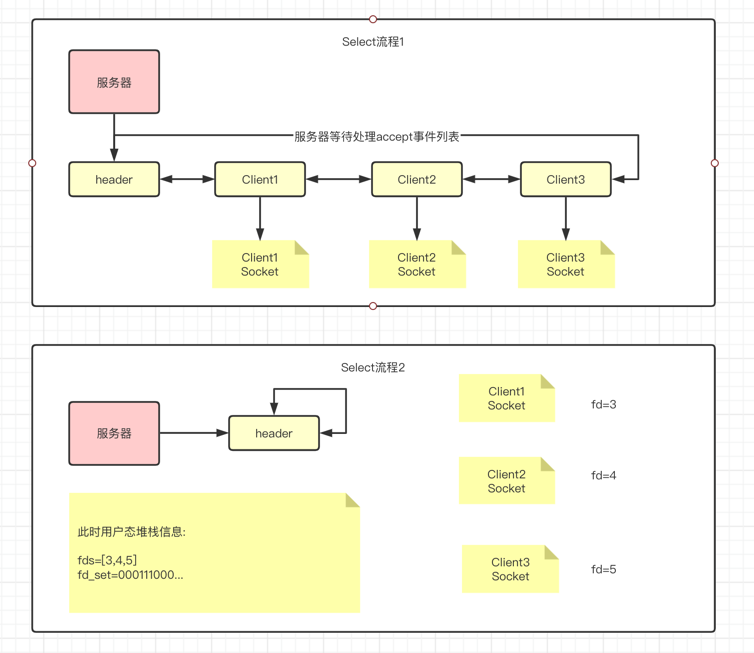 Select流程1
服务器
服务器等待处理accept事件列表
header
Client1
Client2
Client3
Client1
Socket
Client2
Socket
Client3
Socket
Select流程2
服务器
header
Client1
Socket
fd=3
Client2
Socket
fd=4
Client3
Socket
fd=5
此时用户态堆栈信息:
fds=[3,4,5]
fd_set=000111000...